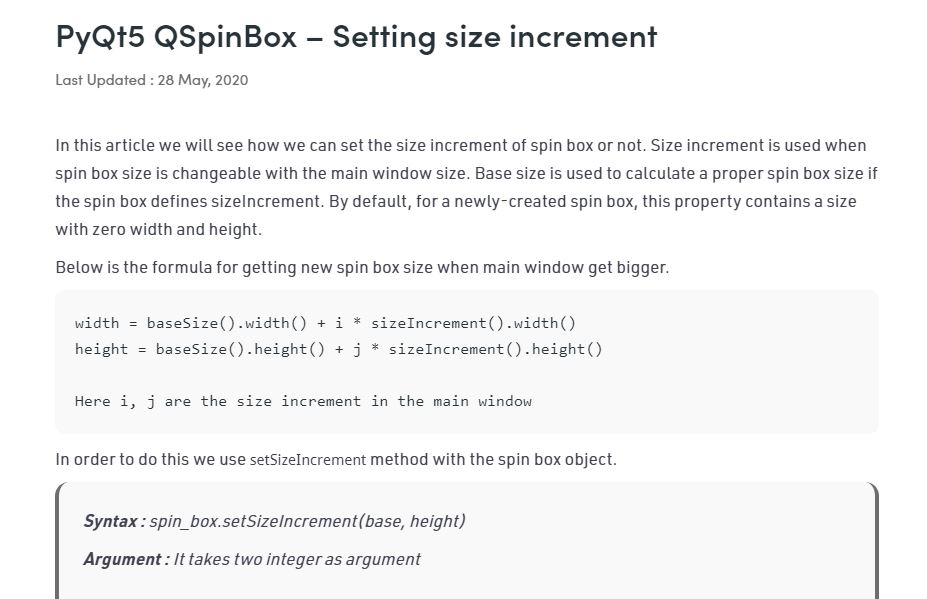 PyQt5 QSpinBox – Setting size increment
Last Updated : 28 May, 2020
In this article we will see how we can set the size increment of spin box or not. Size increment is used when
spin box size is changeable with the main window size. Base size is used to calculate a proper spin box size if
the spin box defines sizeIncrement. By default, for a newly-created spin box, this property contains a size
with zero width and height.
Below is the formula for getting new spin box size when main window get bigger.
width = baseSize().width() + i * sizeIncrement().width()
height = baseSize().height() + j * sizeIncrement().height()
Here i, j are the size increment in the main window
In order to do this we use setSizeIncrement method with the spin box object.
Syntax : spin_box.setSizeIncrement(base, height)
Argument : It takes two integer as argument